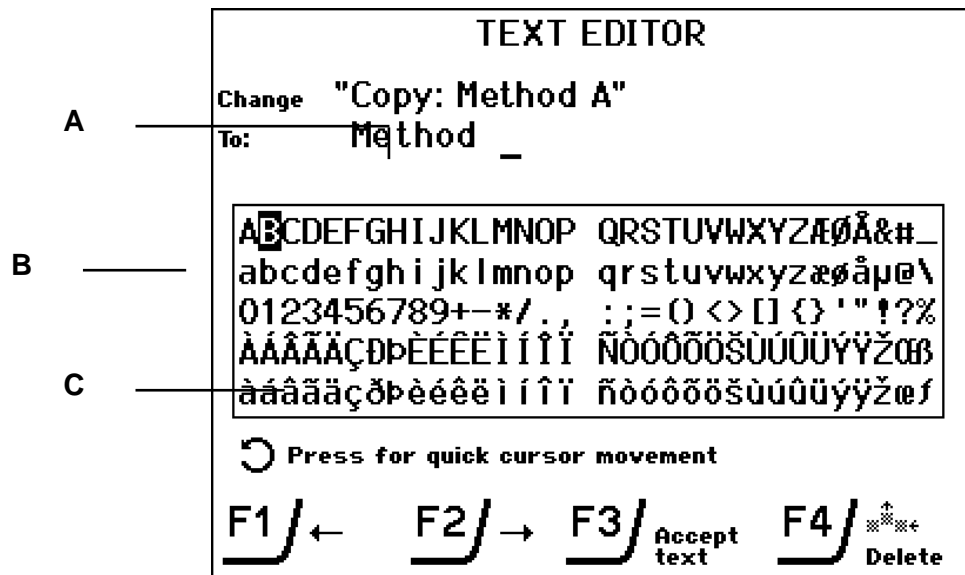 TEXT EDITOR
Change "Copy: Method A"
A
To: Method _
ABCDEFGHIJKLMNOP QRSTUVWXYZÆØÅ&#_
B
abcdefghijklmnop qrstuvwxyzæøåµ@\
0123456789+-*/., :;=()<>[]{}'"!?%
ÀÁÂÃÄÇÐÞÈÉÊËÌÍÎÏ ÑÒÓÔÕÖŠÙÚÛÜÝŸŽŒß
C
àáâãäçðÞèéêëìíîï ñòóôõöšùúûüýÿŽœƒ
Press for quick cursor movement
F1 ← F2 → F3 Accept text F4 Delete